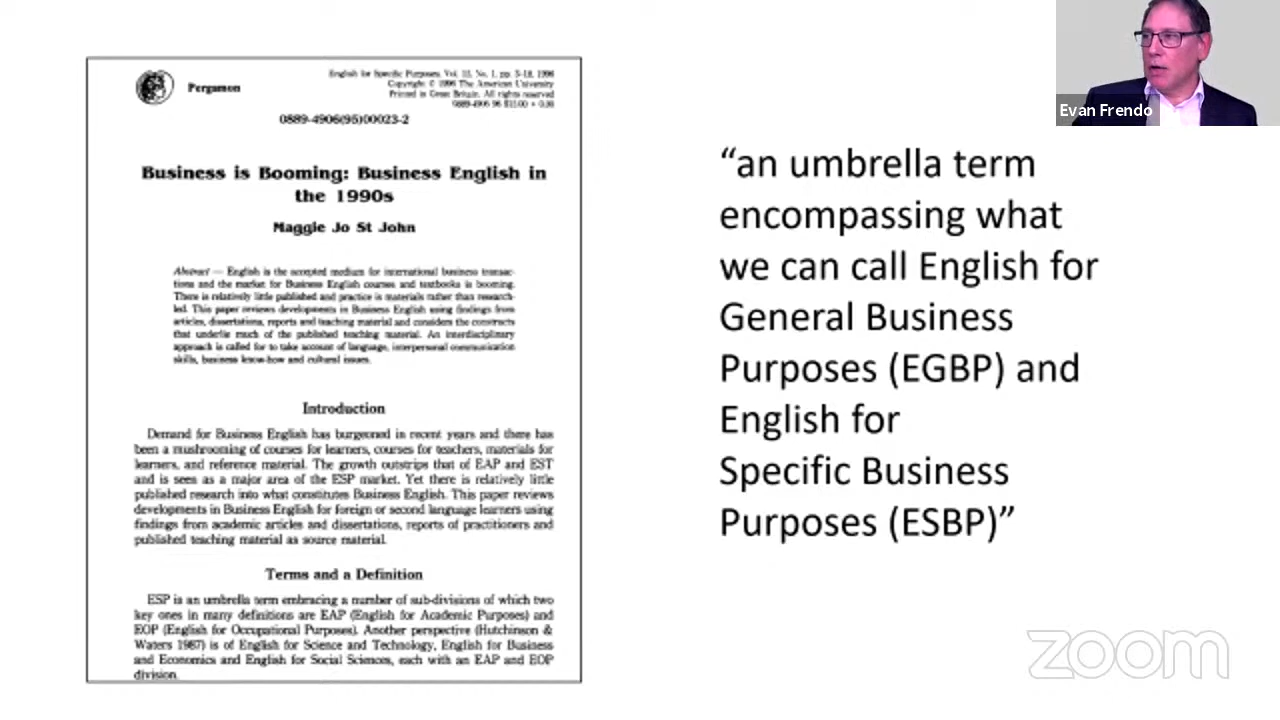 Pergamon
English for Specific Purposes, Vol. 15, No. 1, pp. 3-18, 1996
Copyright © 1996 The American University
Printed in Great Britain. All rights reserved
0889-4906/96 $15.00 + 0.00
0889-4906(95)00023-2
Business is Booming: Business English in
the 1990s
Maggie Jo St John
Abstract — English is the accepted medium for international business transac-
tions and the market for Business English courses and textbooks is booming.
There is relatively little published and practice is materials rather than research-
led. This paper reviews developments in Business English using findings from
articles, dissertations, reports and teaching material and considers the constructs
that underlie much of the published teaching material. An interdisciplinary
approach is called for to take account of language, interpersonal communication
skills, business know-how and cultural issues.
Introduction
Demand for Business English has burgeoned in recent years and there has
been a mushrooming of courses for learners, courses for teachers, materials for
learners, and reference material. The growth outstrips that of EAP and EST
and is seen as a major area of the ESP market. Yet there is relatively little
published research into what constitutes Business English. This paper reviews
developments in Business English for foreign or second language learners using
findings from academic articles and dissertations, reports of practitioners and
published teaching material as source material.
Terms and a Definition
ESP is an umbrella term embracing a number of sub-divisions of which two
key ones in many definitions are EAP (English for Academic Purposes) and
EOP (English for Occupational Purposes). Another perspective (Hutchinson &
Waters 1987) is of English for Science and Technology, English for Business
and Economics and English for Social Sciences, each with an EAP and EOP
division.
“an umbrella term
encompassing what
we can call English for
General Business
Purposes (EGBP) and
English for
Specific Business
Purposes (ESBP)”
Evan Frendo
zoom